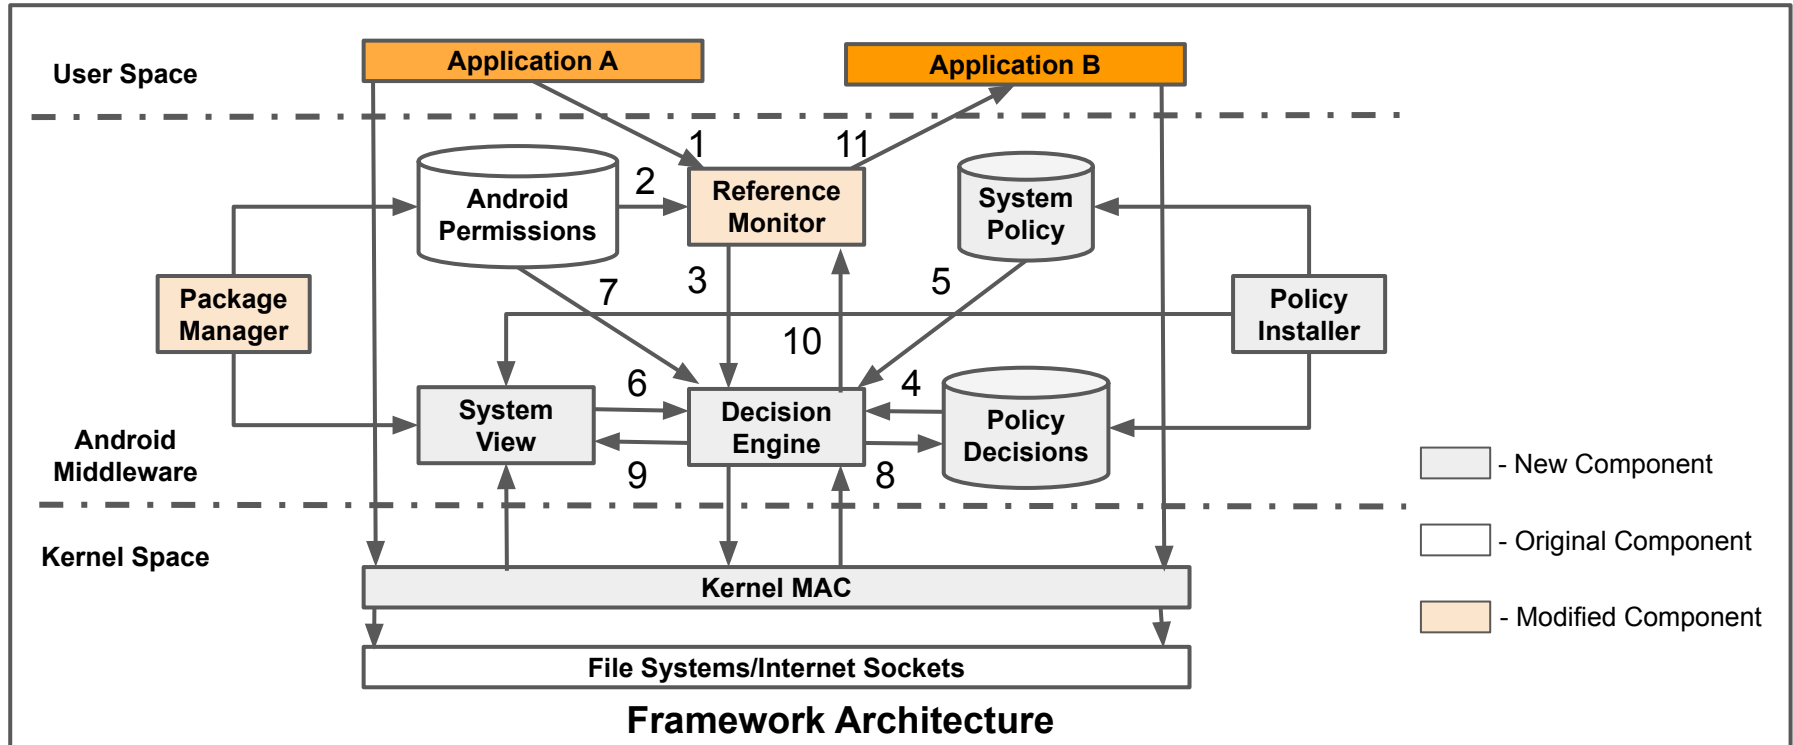 Application A
Application B
User Space
1
11
2
Android
Permissions
Reference
Monitor
System
Policy
3
5
7
Package
Manager
Policy
Installer
10
6
4
System
View
Decision
Engine
Policy
Decisions
Android
Middleware
9
8
- New Component
Kernel Space
- Original Component
Kernel MAC
- Modified Component
File Systems/Internet Sockets
Framework Architecture